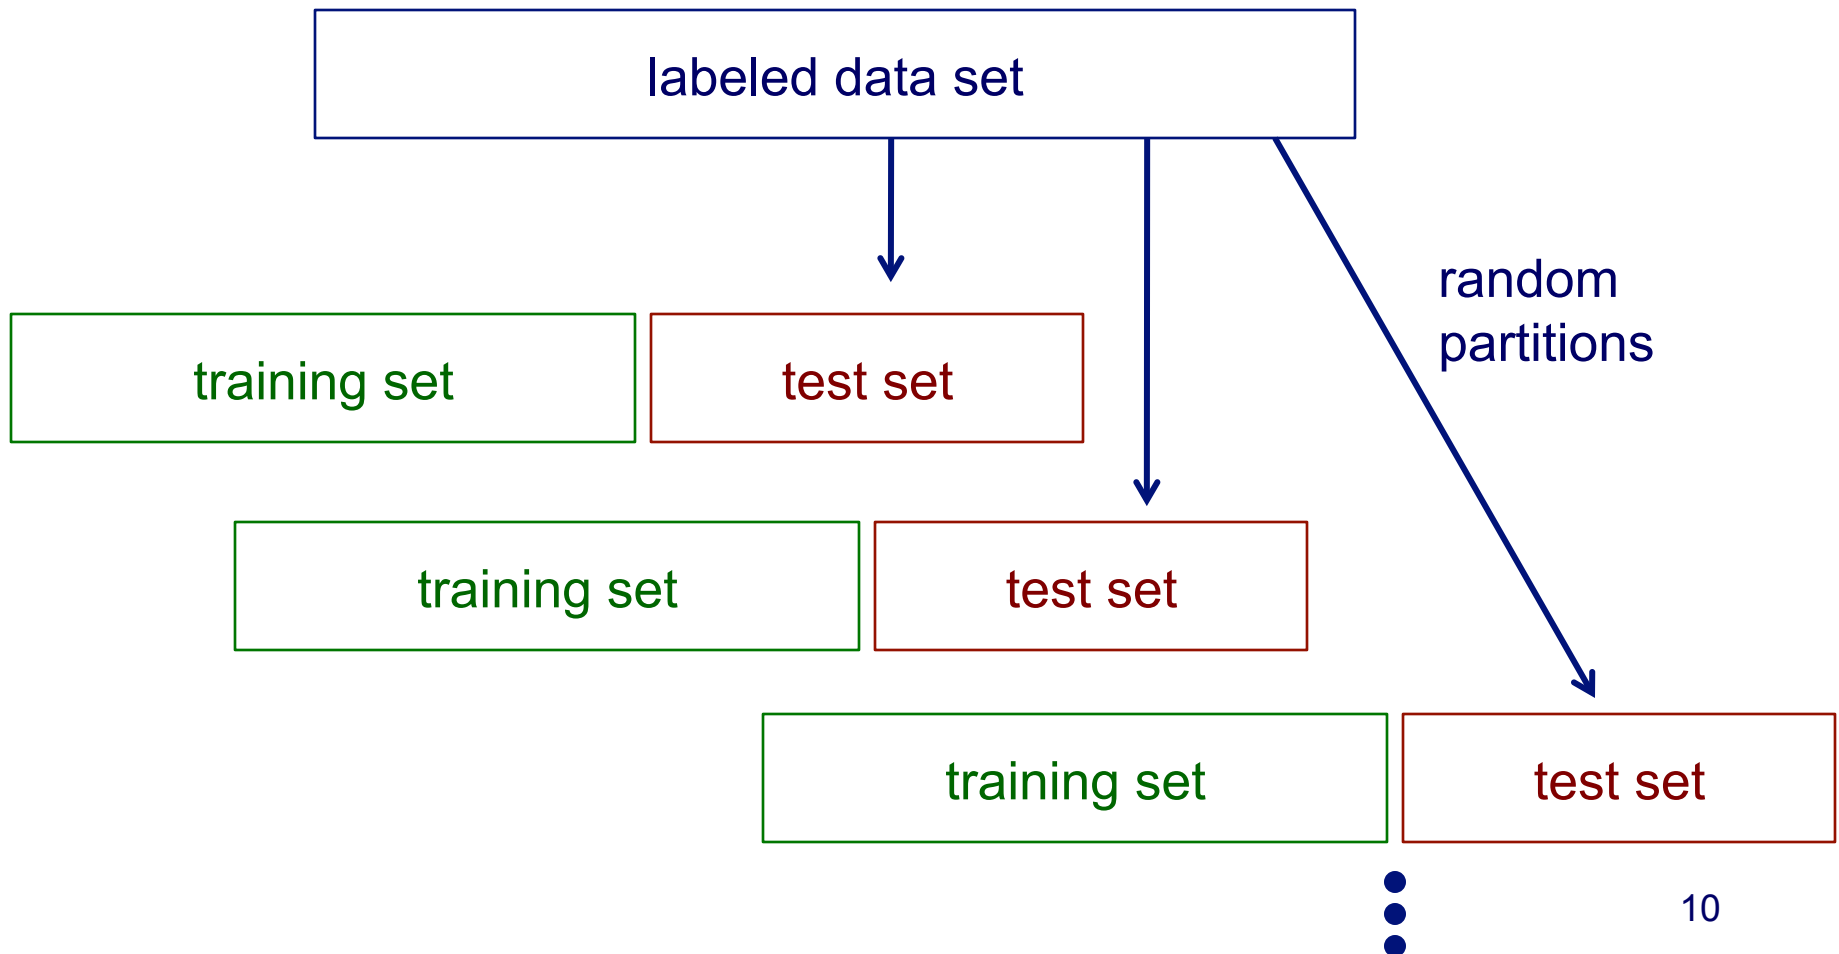 labeled data set
random
partitions
training set
test set
training set
test set
training set
test set
10